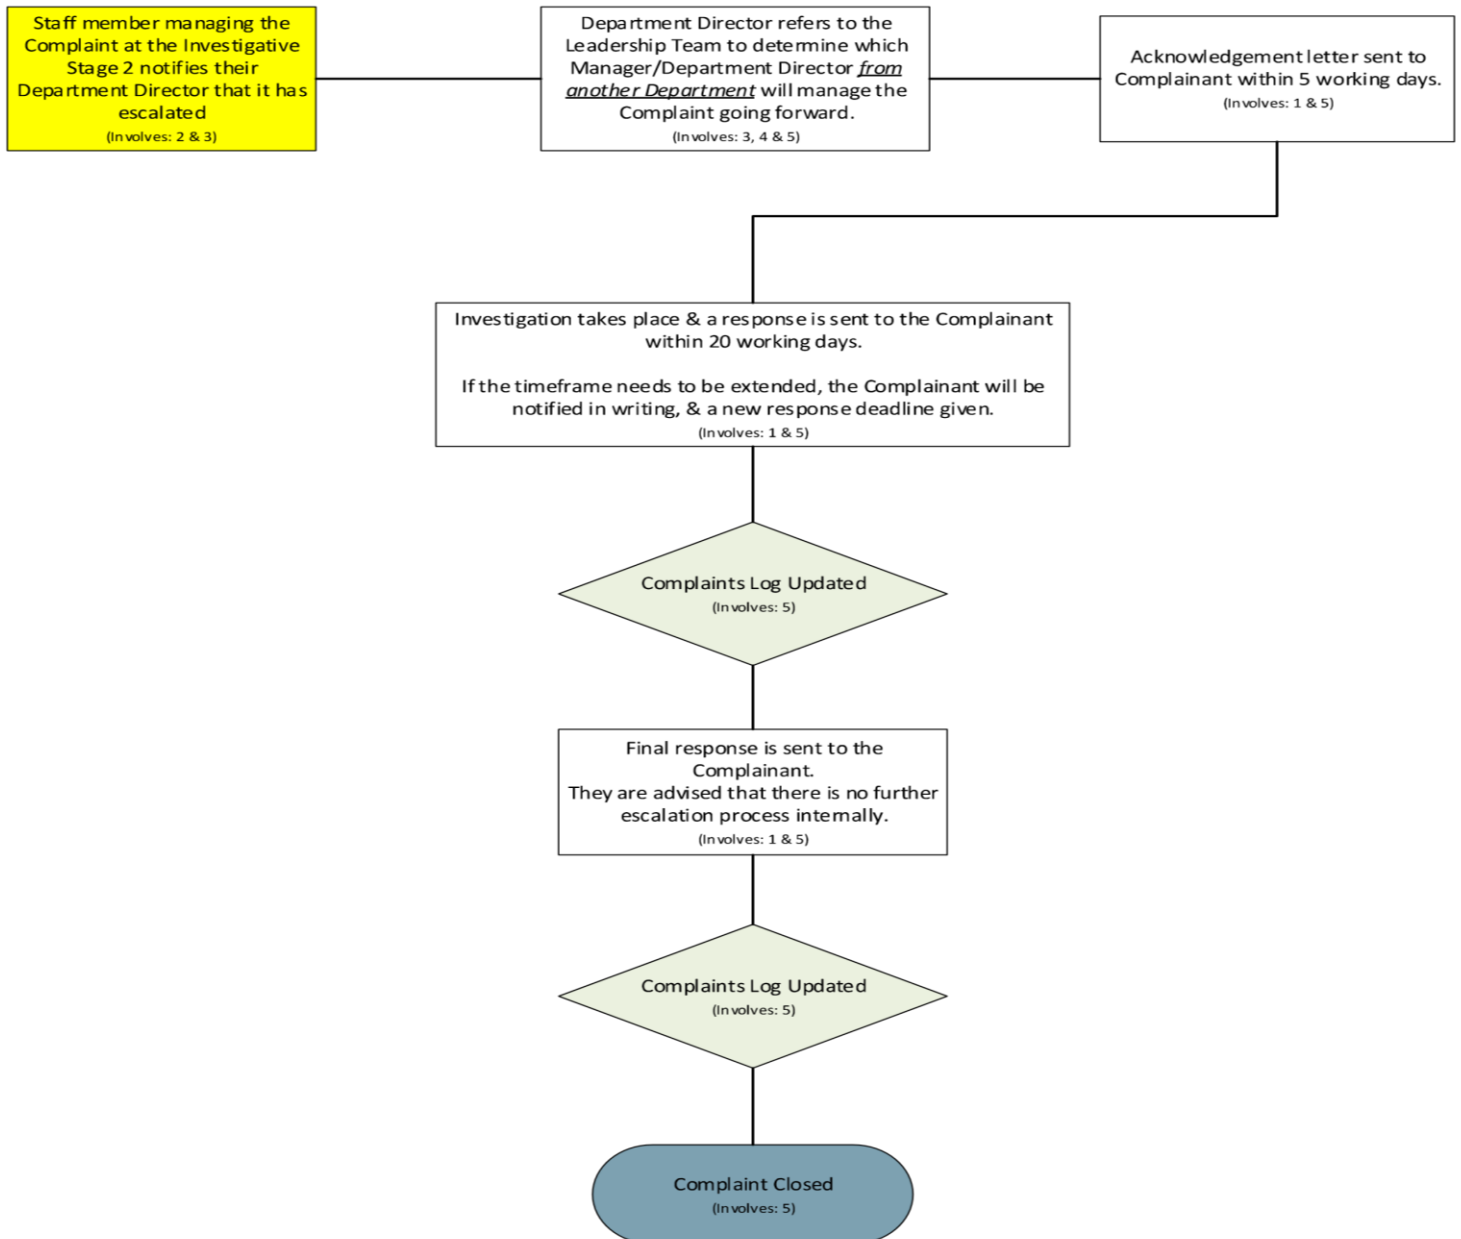 Staff member managing the
Complaint at the Investigative
Stage 2 notifies their
Department Director that it has
escalated
(Involves: 2 & 3)
Department Director refers to the
Leadership Team to determine which
Manager/Department Director from
another Department will manage the
Complaint going forward.
(Involves: 3, 4 & 5)
Acknowledgement letter sent to
Complainant within 5 working days.
(Involves: 1 & 5)
Investigation takes place & a response is sent to the Complainant
within 20 working days.
If the timeframe needs to be extended, the Complainant will be
notified in writing, & a new response deadline given.
(Involves: 1 & 5)
Complaints Log Updated
(Involves: 5)
Final response is sent to the
Complainant.
They are advised that there is no further
escalation process internally.
(Involves: 1 & 5)
Complaints Log Updated
(Involves: 5)
Complaint Closed
(Involves: 5)